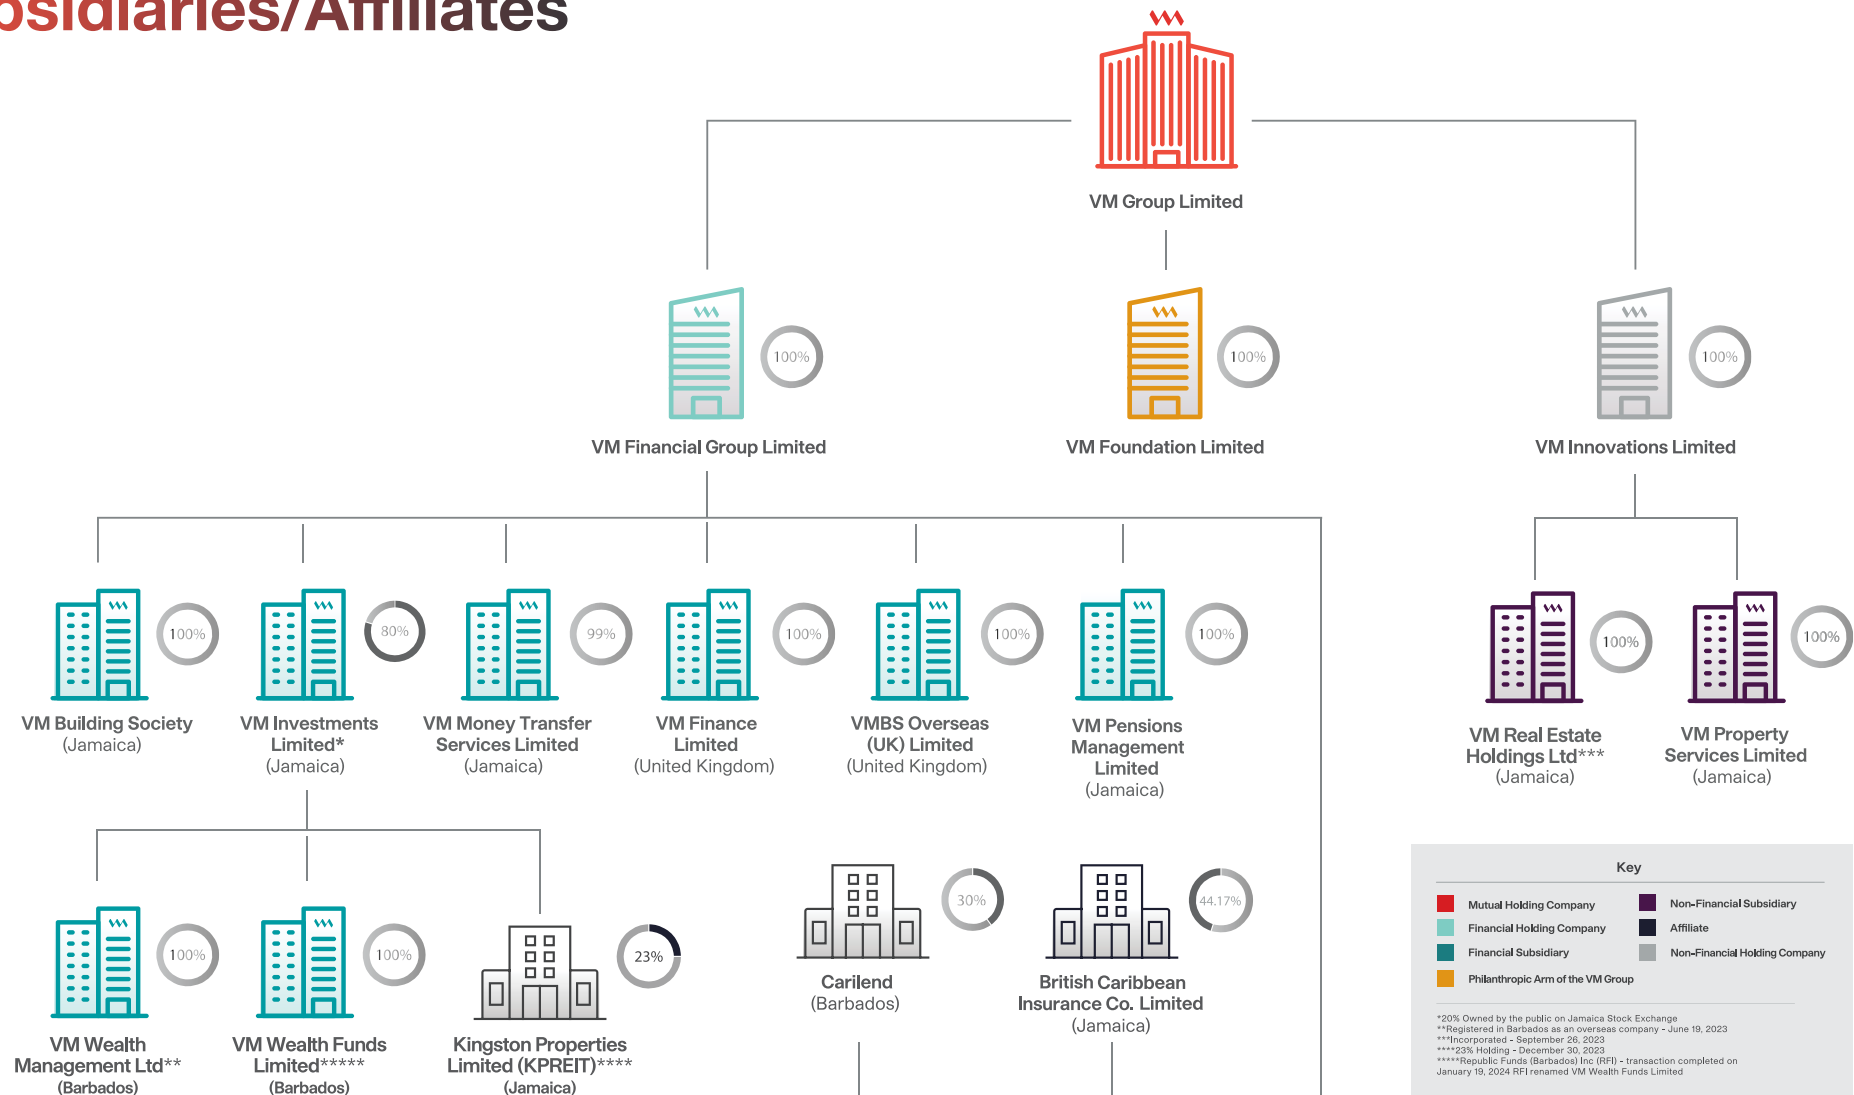 bsidiaries/Affiliates
VM Group Limited
100%
100%
100%
VM Financial Group Limited
VM Foundation Limited
VM Innovations Limited
100%
80%
99%
100%
100%
100%
100%
100%
VM Building Society
(Jamaica)
VM Investments
Limited*
(Jamaica)
VM Money Transfer
Services Limited
(Jamaica)
VM Finance
Limited
(United Kingdom)
VMBS Overseas
(UK) Limited
(United Kingdom)
VM Pensions
Management
Limited
(Jamaica)
VM Real Estate
Holdings Ltd***
(Jamaica)
VM Property
Services Limited
(Jamaica)
100%
100%
23%
30%
44.17%
VM Wealth
Management Ltd**
(Barbados)
VM Wealth Funds
Limited*****
(Barbados)
Kingston Properties
Limited (KPREIT)****
(Jamaica)
Carilend
(Barbados)
British Caribbean
Insurance Co. Limited
(Jamaica)
Key
Mutual Holding Company
Financial Holding Company
Financial Subsidiary
Philanthropic Arm of the VM Group
Non-Financial Subsidiary
Affiliate
Non-Financial Holding Company
*20% Owned by the public on Jamaica Stock Exchange
**Registered in Barbados as an overseas company - June 19, 2023
***Incorporated - September 26, 2023
****23% Holding - December 30, 2023
*****Republic Funds (Barbados) Inc (RFI) - transaction completed on
January 19, 2024 RFI renamed VM Wealth Funds Limited